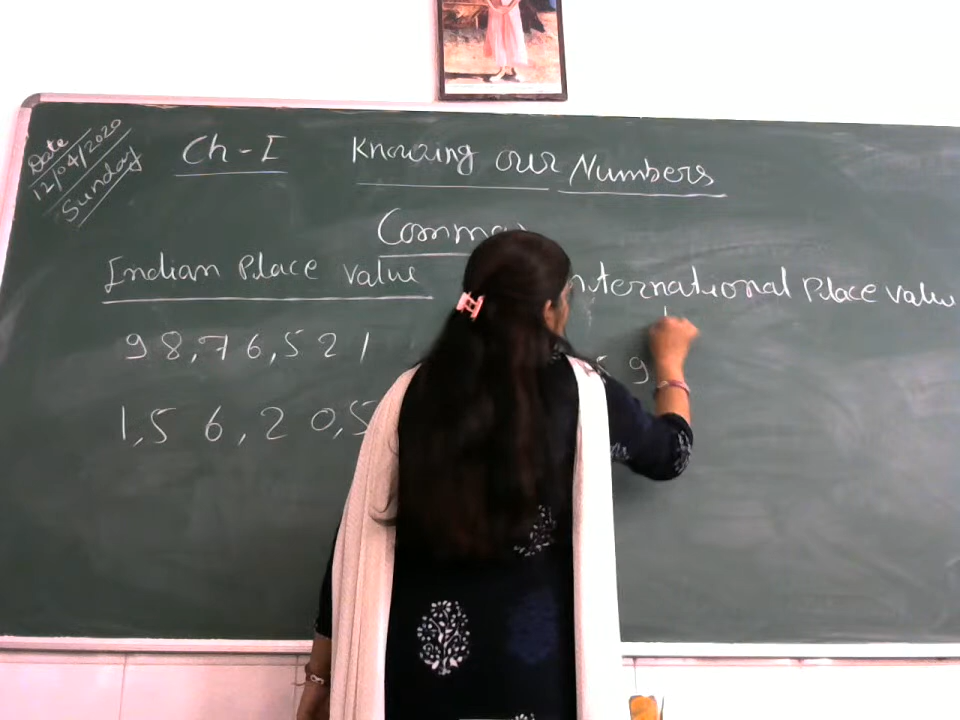 Date
12/04/2020
Sunday
Ch-I
Knowing our Numbers
Indian Place value
International Place value
98,76,521
1,56,20,5
9